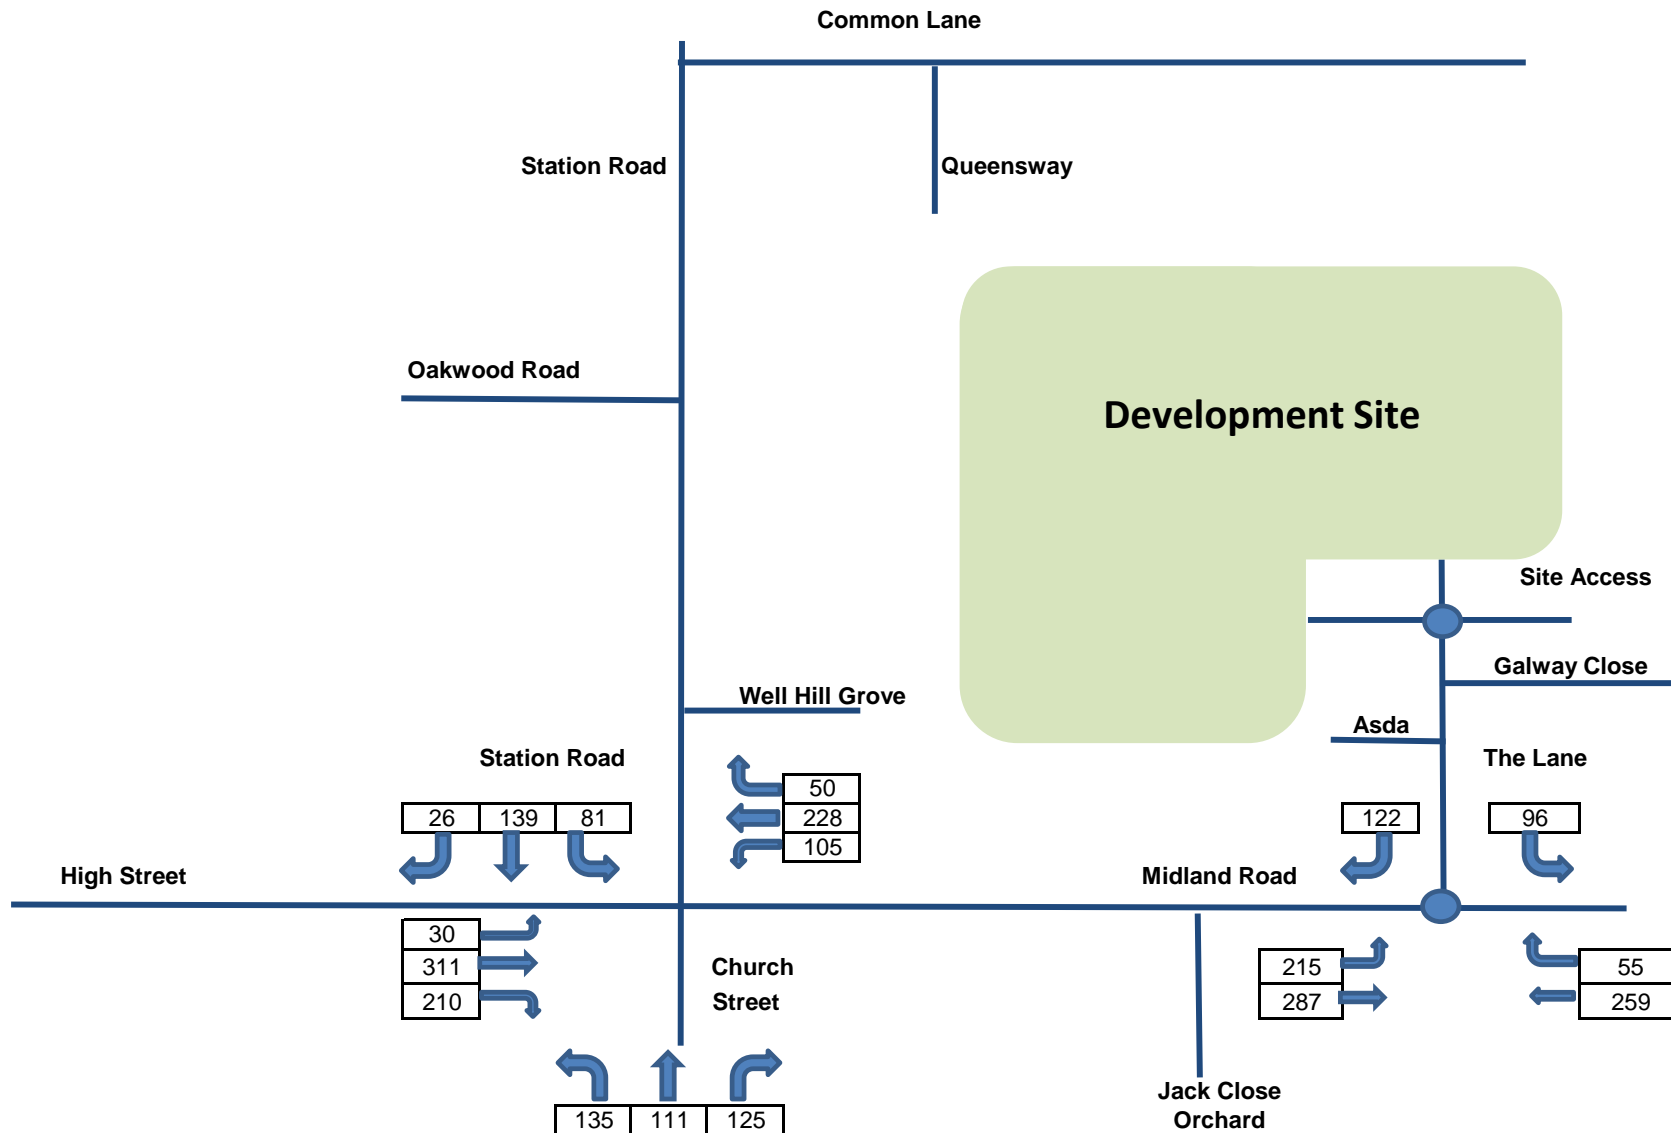 Common Lane
Station Road
Queensway
Oakwood Road
Development Site
Site Access
Galway Close
Well Hill Grove
Asda
Station Road
The Lane
50
228
105
26 139 81
122
96
High Street
Midland Road
30
311
210
Church
Street
215
287
55
259
135 111 125
Jack Close
Orchard